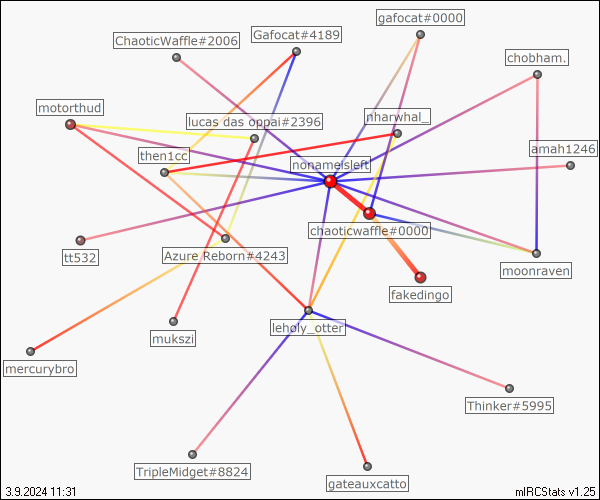 gafocat#0000
Gafocat#4189
ChaoticWaffle#2006
chobham.
motorthud
nharwhal_
lucas das oppai#2396
amah1246
then1cc
nonameisleft
chaoticwaffle#0000
tt532
Azure Reborn#4243
moonraven
fakedingo
leholy_otter
mukszi
mercurybro
Thinker#5995
TripleMidget#8824
gateauxcatto
3.9.2024 11:31
mIRCStats v1.25